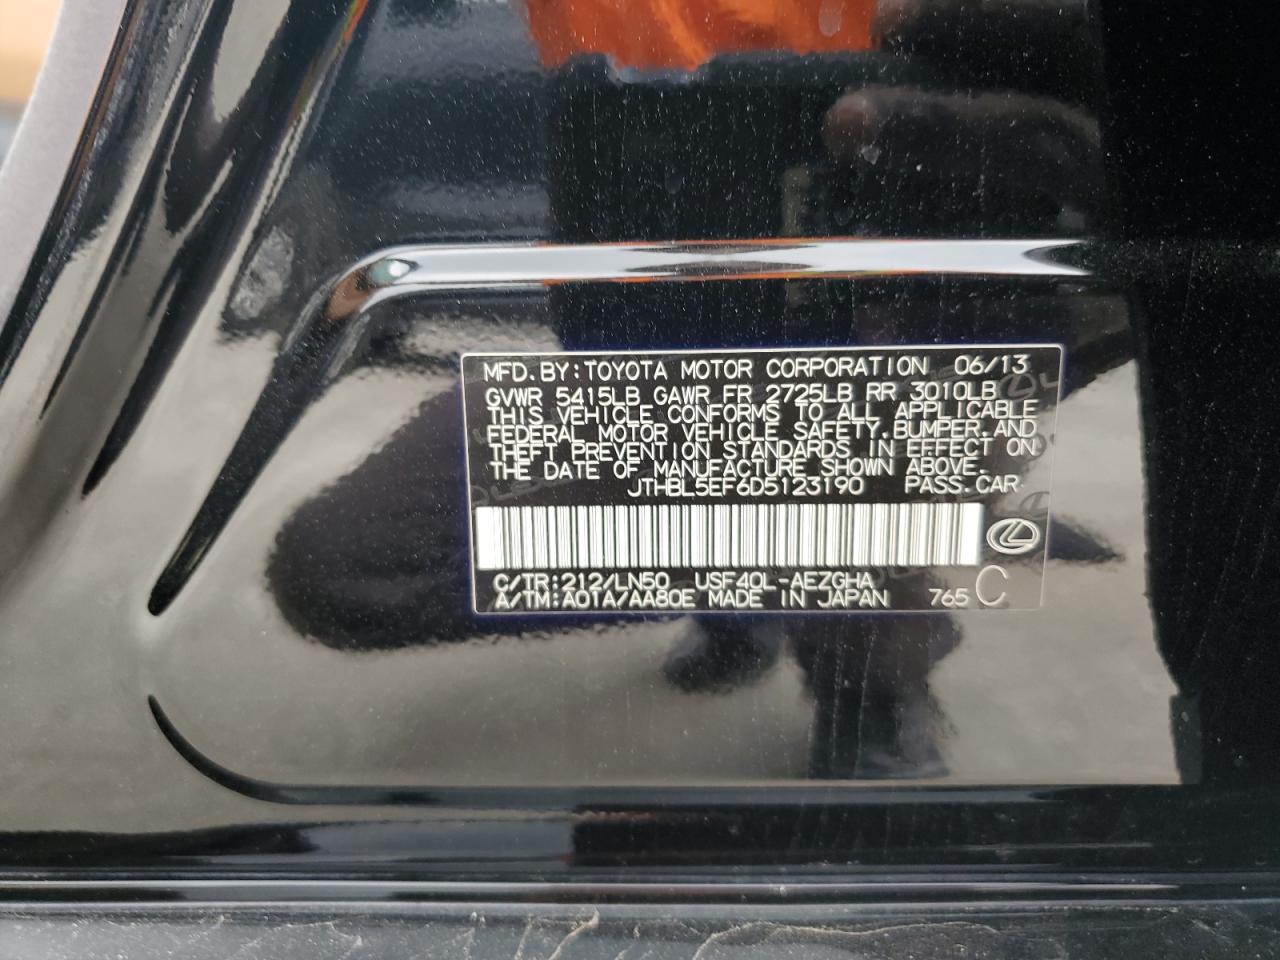 MFD. BY: TOYOTA MOTOR CORPORATION 06/13
GVWR 5415LB GAWR FR 2725LB RR 3010LB
THIS VEHICLE CONFORMS TO ALL APPLICABLE
FEDERAL MOTOR VEHICLE SAFETY, BUMPER, AND
THEFT PREVENTION STANDARDS IN EFFECT ON
THE DATE OF MANUFACTURE SHOWN ABOVE.
JTHBL5EF6D5123190 PASS. CAR
C/TR: 212/LN50 USF40L-AEZGHA
A/TM: A01A/AA80E MADE IN JAPAN 765 C